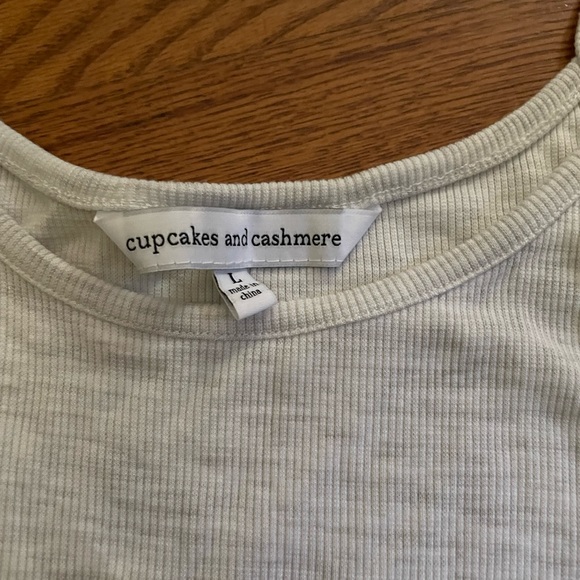 cupcakes and cashmere
L
made in
china